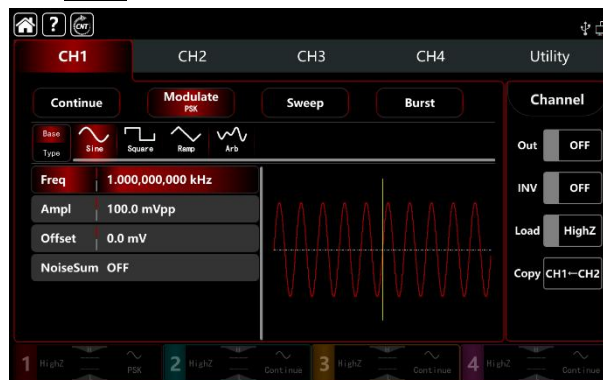 ? CNT
CH1 CH2 CH3 CH4 Utility
Continue Modulate PSK Sweep Burst Channel
Base Type Sine Square Ramp Arb
Out OFF
Freq 1.000,000,000 kHz
INV OFF
Ampl 100.0 mVpp
Offset 0.0 mV
Load HighZ
NoiseSum OFF
Copy CH1←CH2
1 HighZ PSK 2 HighZ Continue 3 HighZ Continue 4 HighZ Continue